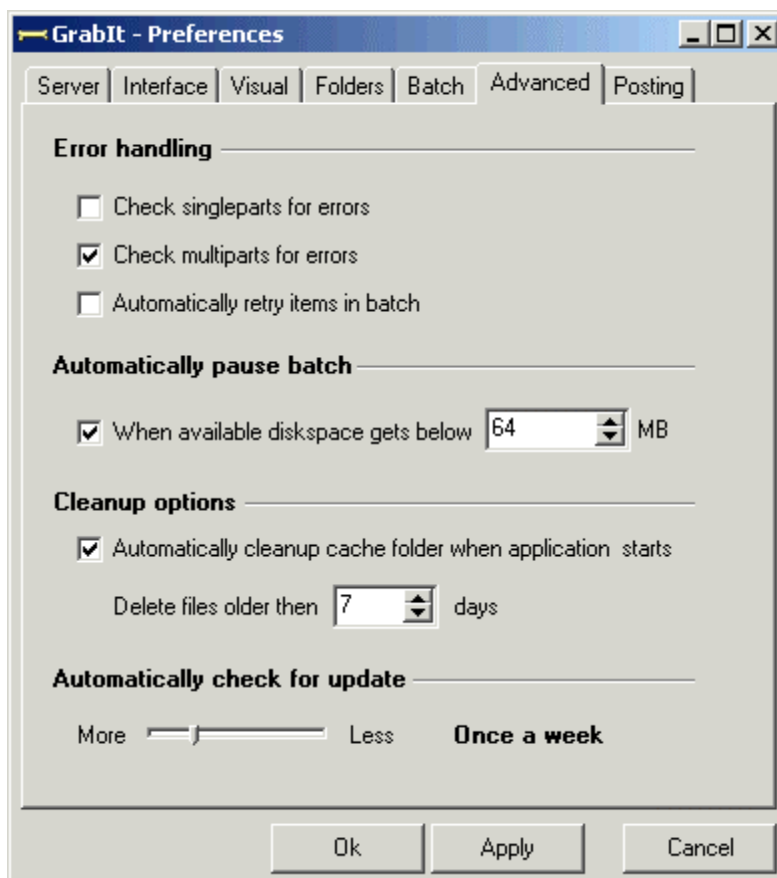 GrabIt - Preferences
Server Interface Visual Folders Batch Advanced Posting
Error handling
Check singleparts for errors
Check multiparts for errors
Automatically retry items in batch
Automatically pause batch
When available diskspace gets below 64 MB
Cleanup options
Automatically cleanup cache folder when application starts
Delete files older then 7 days
Automatically check for update
More Less Once a week
Ok Apply Cancel